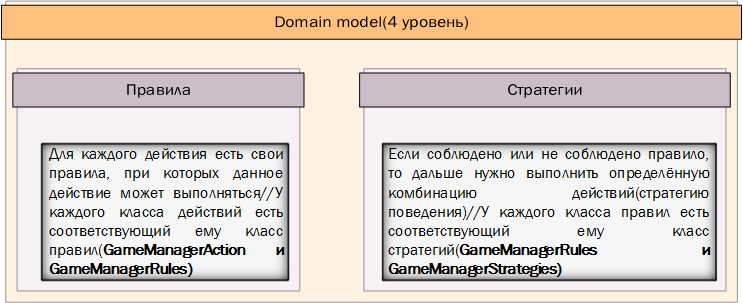 Domain model(4 уровень)
Правила
Для каждого действия есть свои
правила, при которых данное
действие может выполняться//У
каждого класса действий есть
соответствующий ему класс
правил(GameManagerAction и
GameManagerRules)
Стратегии
Если соблюдено или не соблюдено правило,
то дальше нужно выполнить определённую
комбинацию действий(стратегию
поведения)//У каждого класса правил есть
соответствующий ему класс
стратегий(GameManagerRules и
GameManagerStrategies)